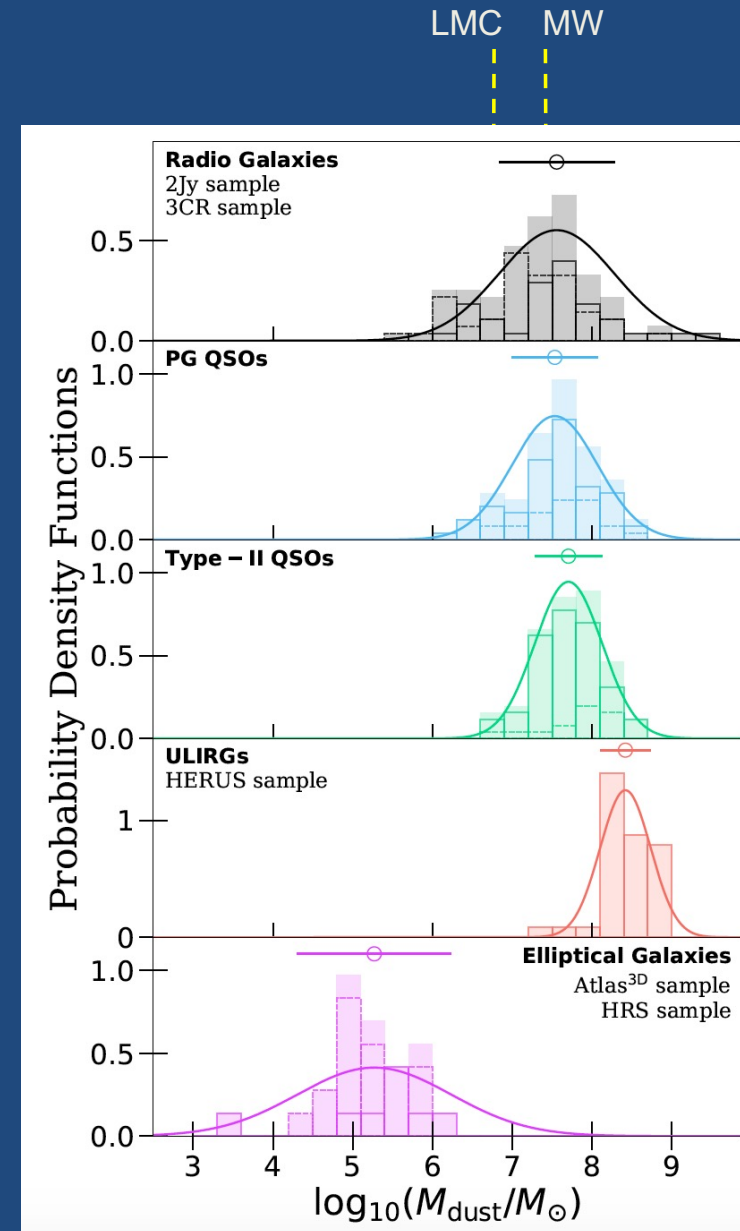 LMC MW
Radio Galaxies
2Jy sample
3CR sample
0.5
0.0
PG QSOs
1.0
0.5
0.0
Type − II QSOs
1.0
0.5
0.0
ULIRGs
HERUS sample
1
0
Elliptical Galaxies
Atlas³ᴰ sample
HRS sample
1.0
0.5
0.0
3 4 5 6 7 8 9
log₁₀(M_dust/M_⊙)
Probability Density Functions